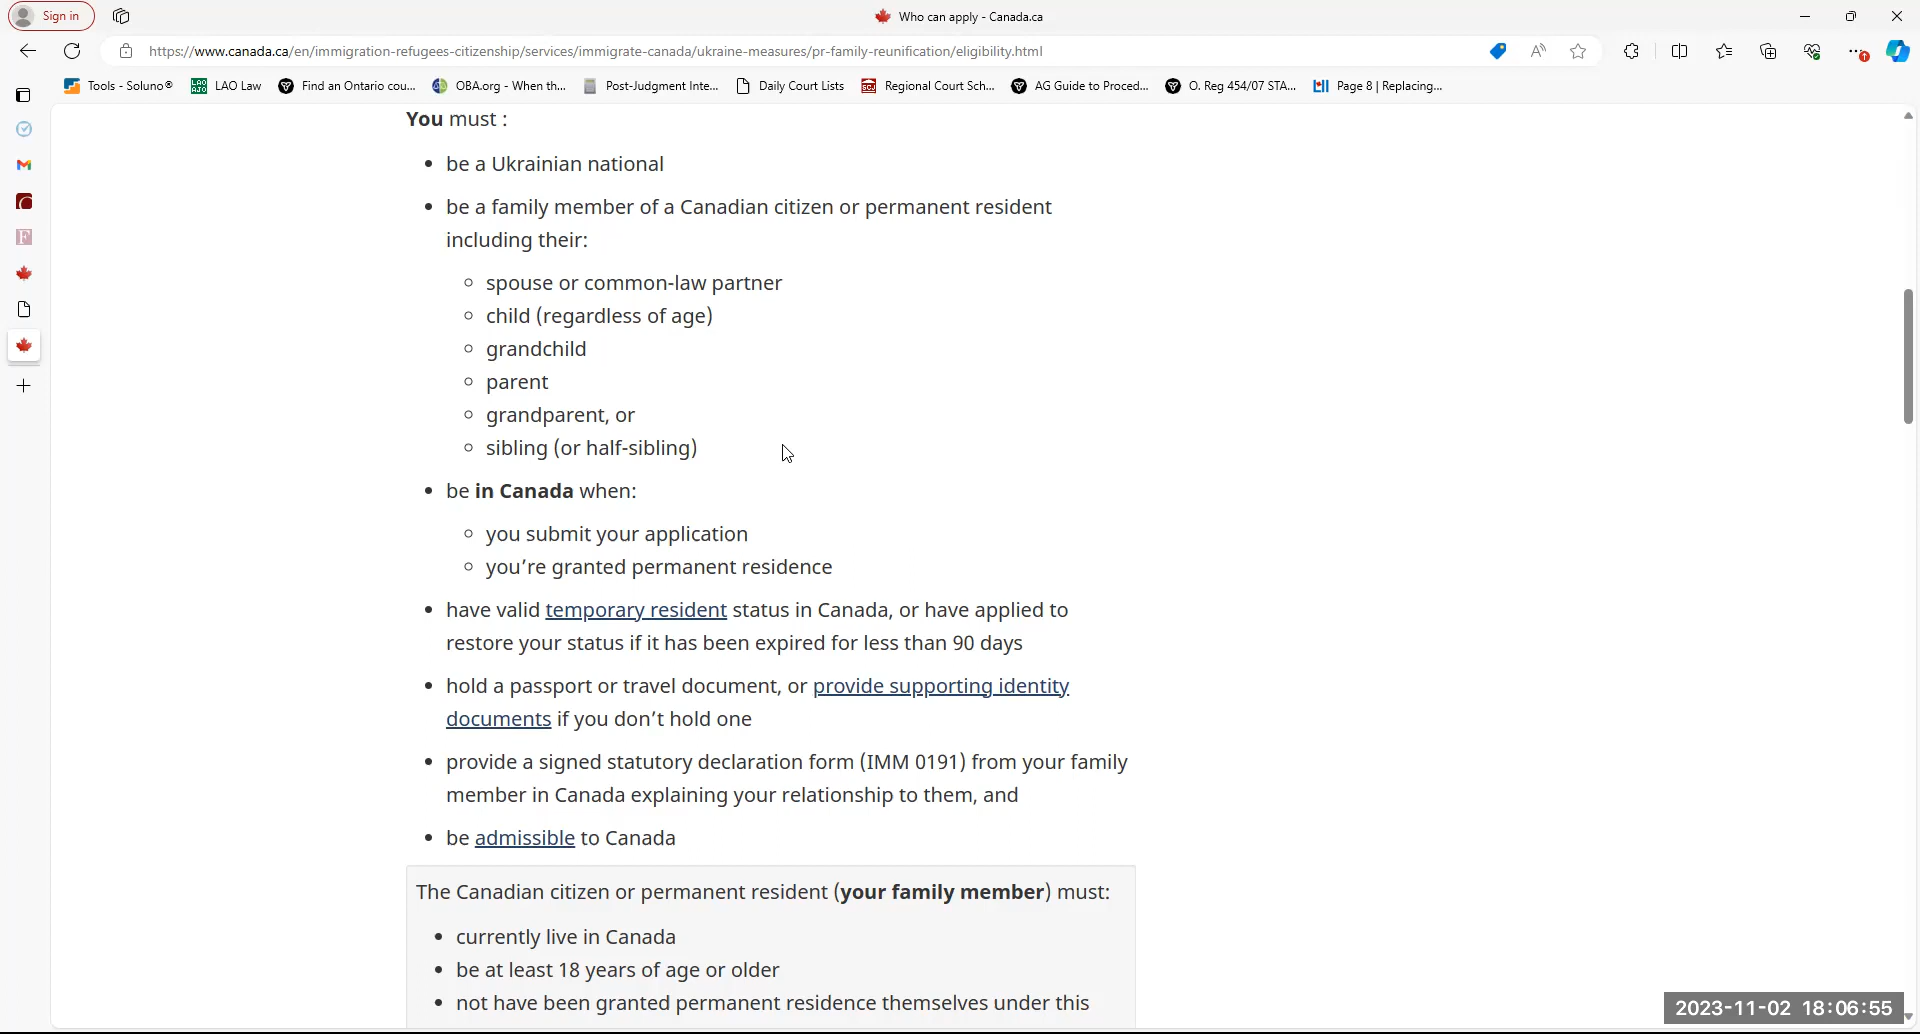 Sign in
Who can apply - Canada.ca
https://www.canada.ca/en/immigration-refugees-citizenship/services/immigrate-canada/ukraine-measures/pr-family-reunification/eligibility.html
Tools - Soluno®
LAO Law
Find an Ontario cou...
OBA.org - When th...
Post-Judgment Inte...
Daily Court Lists
Regional Court Sch...
AG Guide to Proced...
O. Reg 454/07 STA...
Page 8 | Replacing...
You must :
• be a Ukrainian national
• be a family member of a Canadian citizen or permanent resident
including their:
○ spouse or common-law partner
○ child (regardless of age)
○ grandchild
○ parent
○ grandparent, or
○ sibling (or half-sibling)
• be in Canada when:
○ you submit your application
○ you’re granted permanent residence
• have valid temporary resident status in Canada, or have applied to
restore your status if it has been expired for less than 90 days
• hold a passport or travel document, or provide supporting identity
documents if you don’t hold one
• provide a signed statutory declaration form (IMM 0191) from your family
member in Canada explaining your relationship to them, and
• be admissible to Canada
The Canadian citizen or permanent resident (your family member) must:
• currently live in Canada
• be at least 18 years of age or older
• not have been granted permanent residence themselves under this
2023-11-02 18:06:55